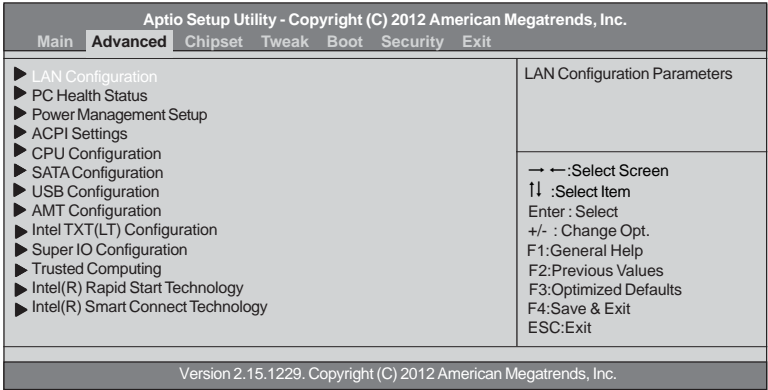 Aptio Setup Utility - Copyright (C) 2012 American Megatrends, Inc.
Main Advanced Chipset Tweak Boot Security Exit
LAN Configuration
PC Health Status
Power Management Setup
ACPI Settings
CPU Configuration
SATA Configuration
USB Configuration
AMT Configuration
Intel TXT(LT) Configuration
Super IO Configuration
Trusted Computing
Intel(R) Rapid Start Technology
Intel(R) Smart Connect Technology
LAN Configuration Parameters
→ ←:Select Screen
↑↓ :Select Item
Enter : Select
+/- : Change Opt.
F1:General Help
F2:Previous Values
F3:Optimized Defaults
F4:Save & Exit
ESC:Exit
Version 2.15.1229. Copyright (C) 2012 American Megatrends, Inc.